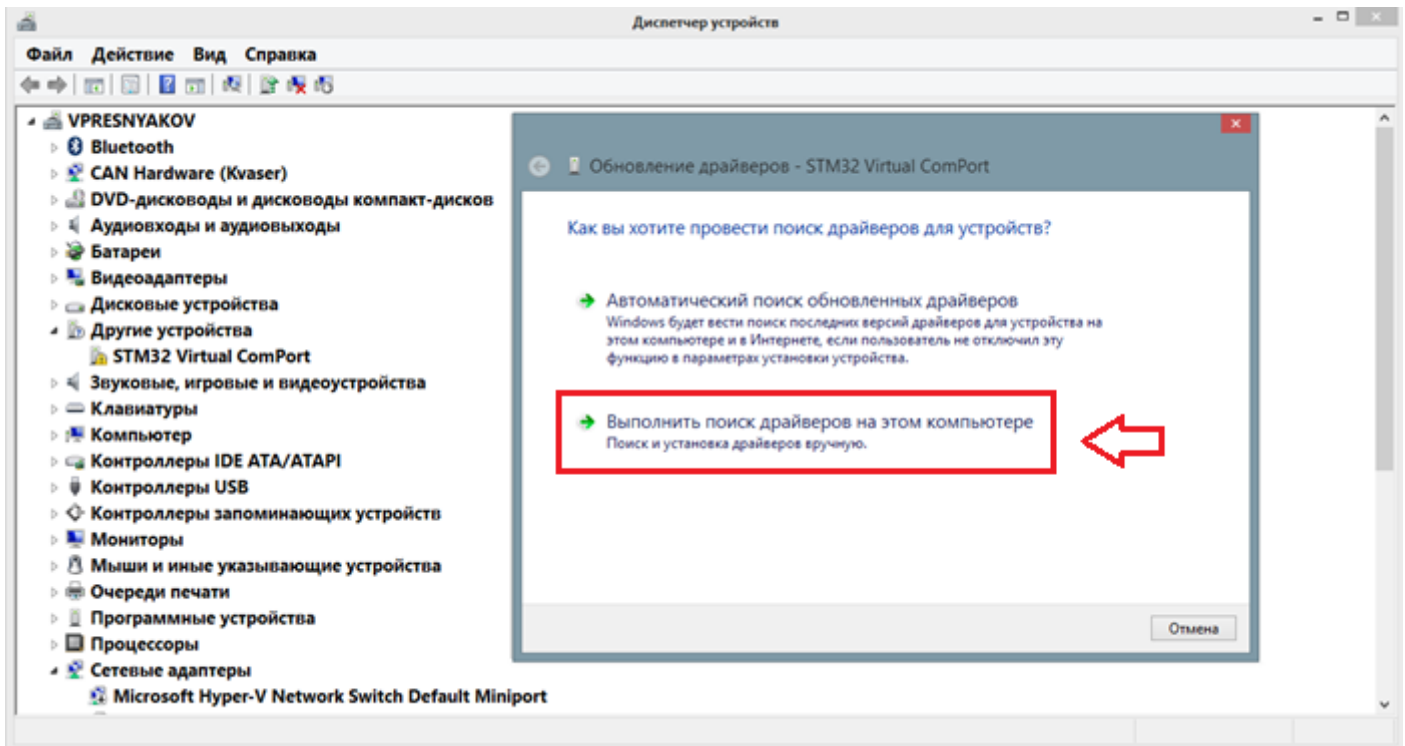 Диспетчер устройств
Файл Действие Вид Справка
VPRESNYAKOV
Bluetooth
CAN Hardware (Kvaser)
DVD-дисководы и дисководы компакт-дисков
Аудиовходы и аудиовыходы
Батареи
Видеоадаптеры
Дисковые устройства
Другие устройства
STM32 Virtual ComPort
Звуковые, игровые и видеоустройства
Клавиатуры
Компьютер
Контроллеры IDE ATA/ATAPI
Контроллеры USB
Контроллеры запоминающих устройств
Мониторы
Мыши и иные указывающие устройства
Очереди печати
Программные устройства
Процессоры
Сетевые адаптеры
Microsoft Hyper-V Network Switch Default Miniport
Обновление драйверов - STM32 Virtual ComPort
Как вы хотите провести поиск драйверов для устройств?
Автоматический поиск обновленных драйверов
Windows будет вести поиск последних версий драйверов для устройства на
этом компьютере и в Интернете, если пользователь не отключил эту
функцию в параметрах установки устройства.
Выполнить поиск драйверов на этом компьютере
Поиск и установка драйверов вручную.
Отмена